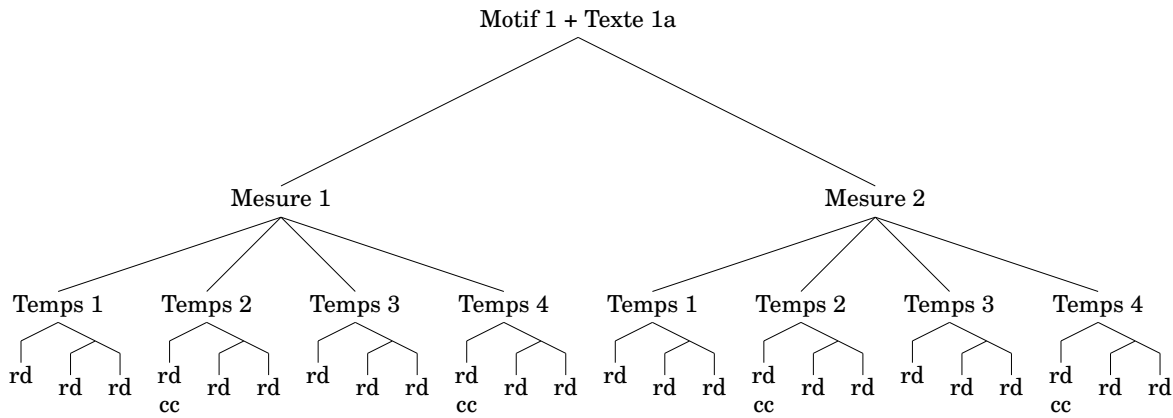 Motif 1 + Texte 1a
Mesure 1 Mesure 2
Temps 1 Temps 2 Temps 3 Temps 4 Temps 1 Temps 2 Temps 3 Temps 4
rd rd rd rd rd rd rd rd rd rd rd rd rd rd rd rd rd rd rd rd rd rd rd rd
cc cc cc cc